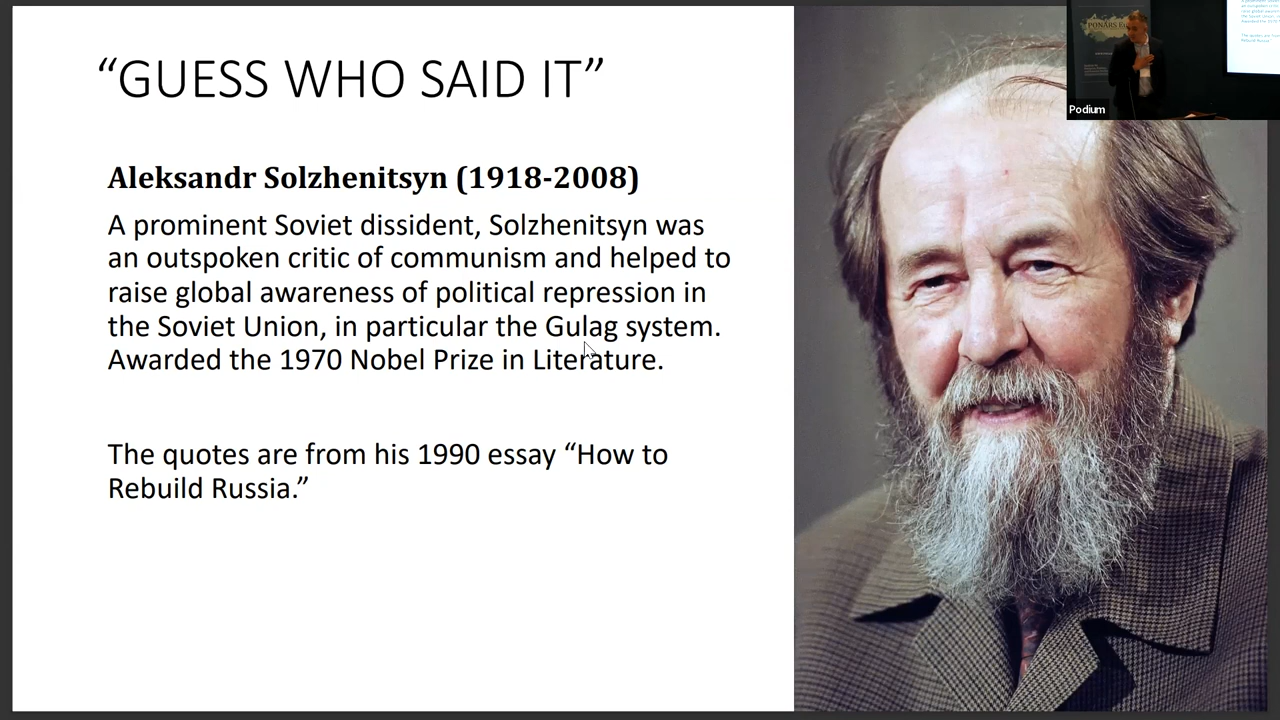 “GUESS WHO SAID IT”
Aleksandr Solzhenitsyn (1918-2008)
A prominent Soviet dissident, Solzhenitsyn was
an outspoken critic of communism and helped to
raise global awareness of political repression in
the Soviet Union, in particular the Gulag system.
Awarded the 1970 Nobel Prize in Literature.
The quotes are from his 1990 essay “How to
Rebuild Russia.”
PONARS
Podium